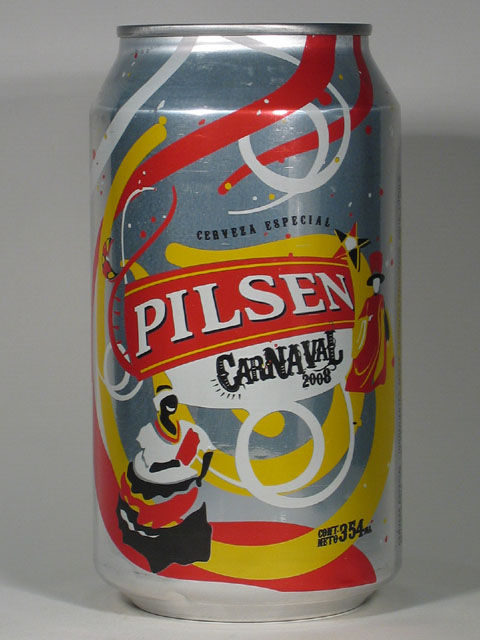 CERVEZA ESPECIAL
PILSEN
CARNAVAL
2008
CONT. 354 ML
NETO